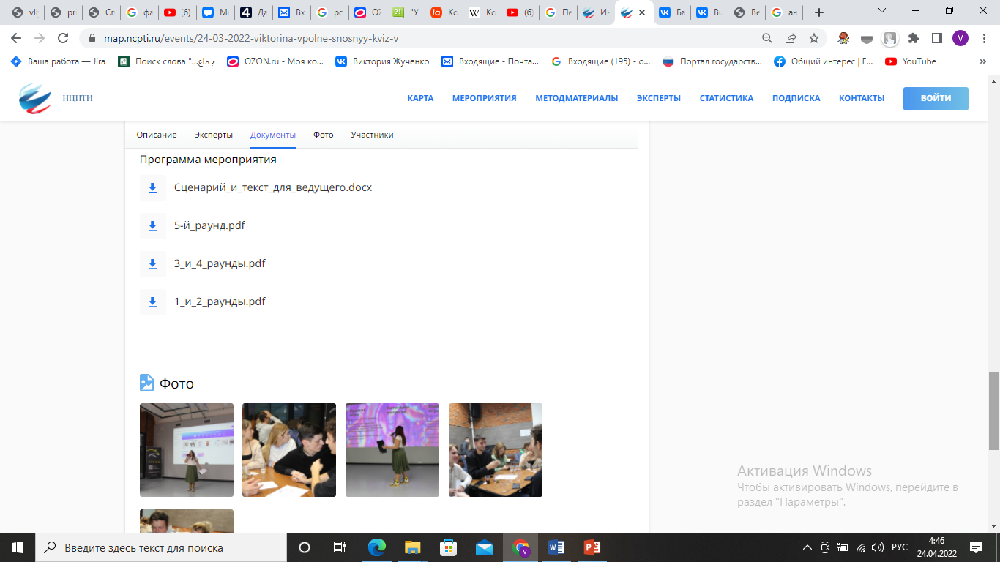 vli
pr
Сп
фа
(6)
М
Да
Вх
рс
OZ
"У
Кс
Кс
(6)
Пе
Ин
Ба
Ви
Ве
ан
map.ncpti.ru/events/24-03-2022-viktorina-vpolne-snosnyy-kviz-v
V
Ваша работа — Jira
Поиск слова "...جماع
OZON.ru - Моя ко...
Виктория Жученко
Входящие - Почта...
Входящие (195) - о...
Портал государств...
Общий интерес | F...
YouTube
»
НЦПТИ
КАРТА
МЕРОПРИЯТИЯ
МЕТОДМАТЕРИАЛЫ
ЭКСПЕРТЫ
СТАТИСТИКА
ПОДПИСКА
КОНТАКТЫ
ВОЙТИ
Описание
Эксперты
Документы
Фото
Участники
Программа мероприятия
Сценарий_и_текст_для_ведущего.docx
5-й_раунд.pdf
3_и_4_раунды.pdf
1_и_2_раунды.pdf
Фото
Активация Windows
Чтобы активировать Windows, перейдите в
раздел "Параметры".
Введите здесь текст для поиска
РУС
4:46
24.04.2022